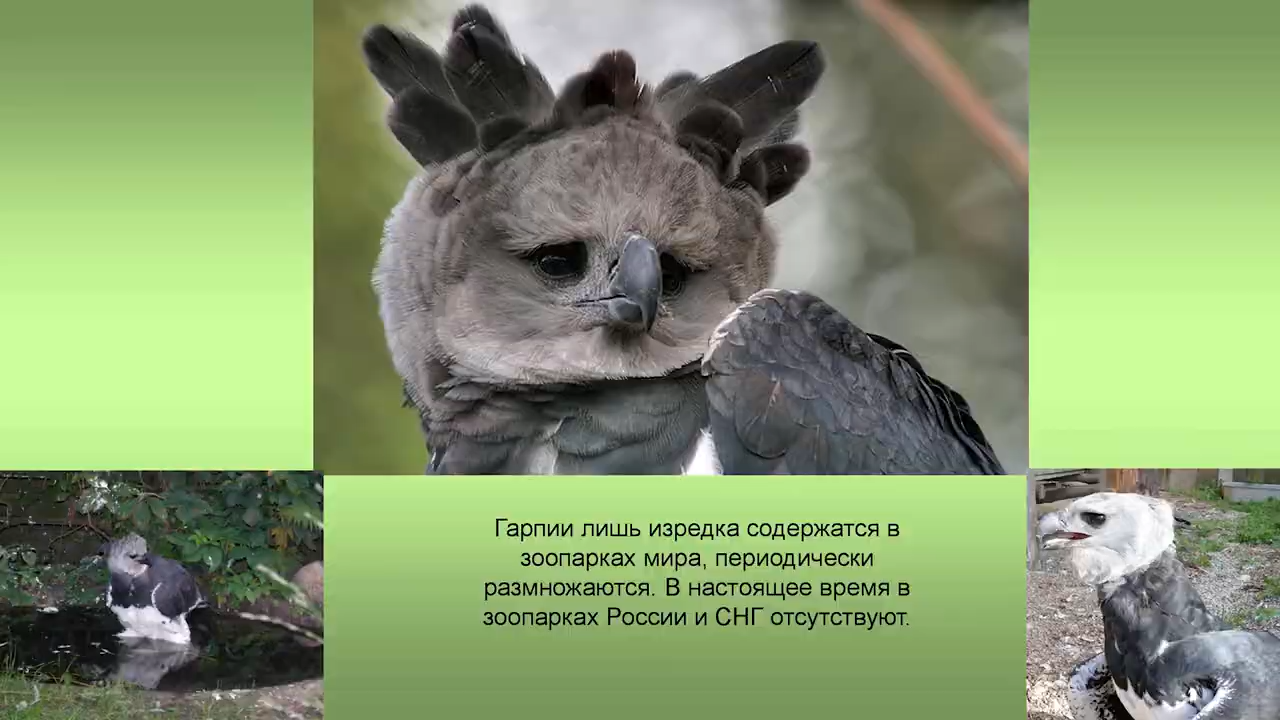 Гарпии лишь изредка содержатся в
зоопарках мира, периодически
размножаются. В настоящее время в
зоопарках России и СНГ отсутствуют.